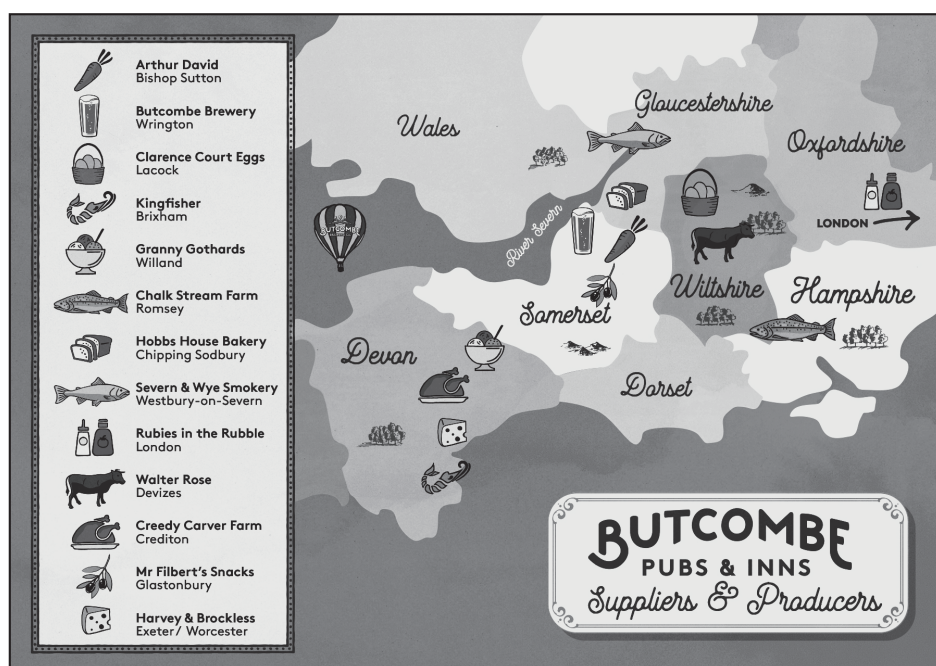 Arthur David
Bishop Sutton
Butcombe Brewery
Wrington
Clarence Court Eggs
Lacock
Kingfisher
Brixham
Granny Gothards
Willand
Chalk Stream Farm
Romsey
Hobbs House Bakery
Chipping Sodbury
Severn & Wye Smokery
Westbury-on-Severn
Rubies in the Rubble
London
Walter Rose
Devizes
Creedy Carver Farm
Crediton
Mr Filbert's Snacks
Glastonbury
Harvey & Brockless
Exeter/ Worcester
Wales
Gloucestershire
Oxfordshire
LONDON
BUTCOMBE
River Severn
Wiltshire
Hampshire
Somerset
Devon
Dorset
BUTCOMBE
PUBS & INNS
Suppliers & Producers